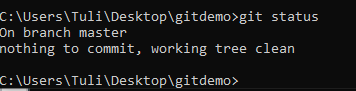 C:\Users\Tuli\Desktop\gitdemo>git status
On branch master
nothing to commit, working tree clean
C:\Users\Tuli\Desktop\gitdemo>